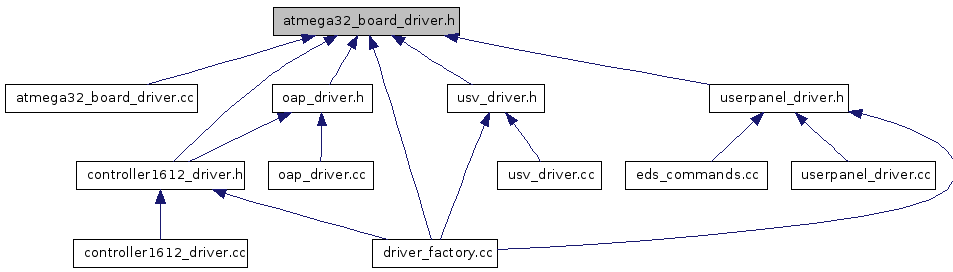 atmega32_board_driver.h
atmega32_board_driver.cc
oap_driver.h
usv_driver.h
userpanel_driver.h
controller1612_driver.h
oap_driver.cc
usv_driver.cc
eds_commands.cc
userpanel_driver.cc
controller1612_driver.cc
driver_factory.cc